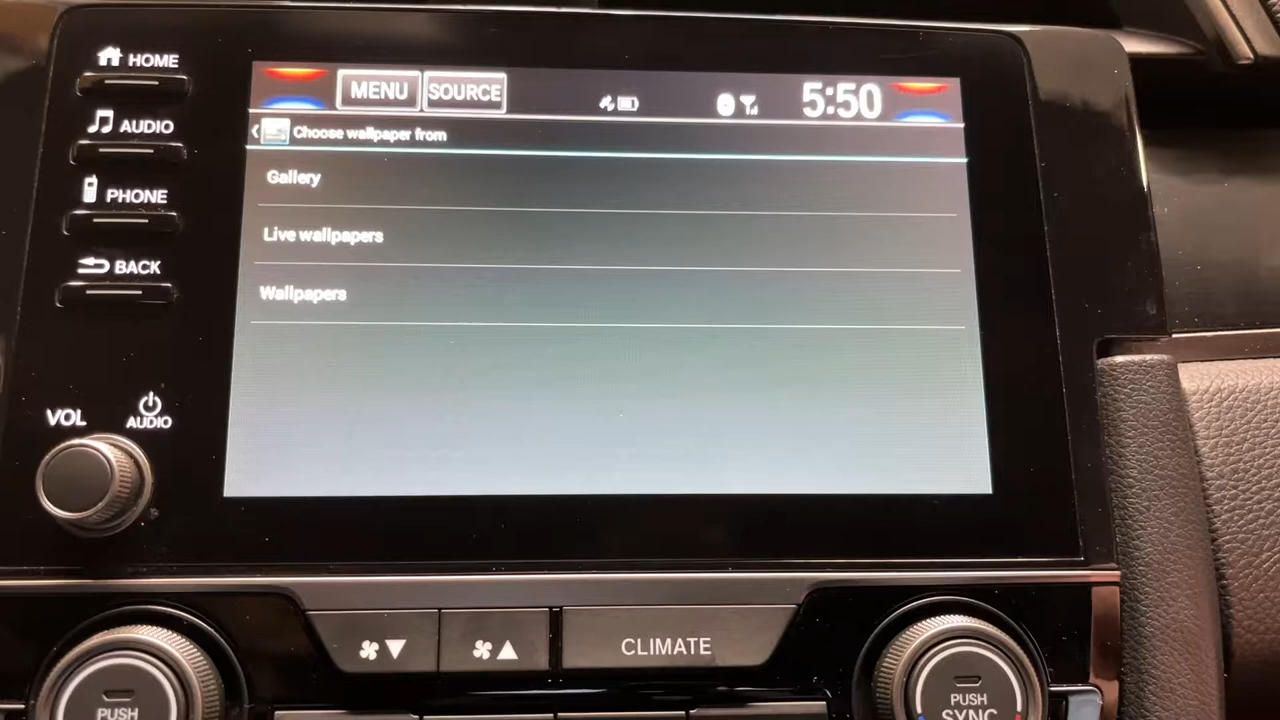 HOME
AUDIO
PHONE
BACK
VOL
AUDIO
MENU SOURCE 5:50
Choose wallpaper from
Gallery
Live wallpapers
Wallpapers
CLIMATE
PUSH
PUSH
SYNC